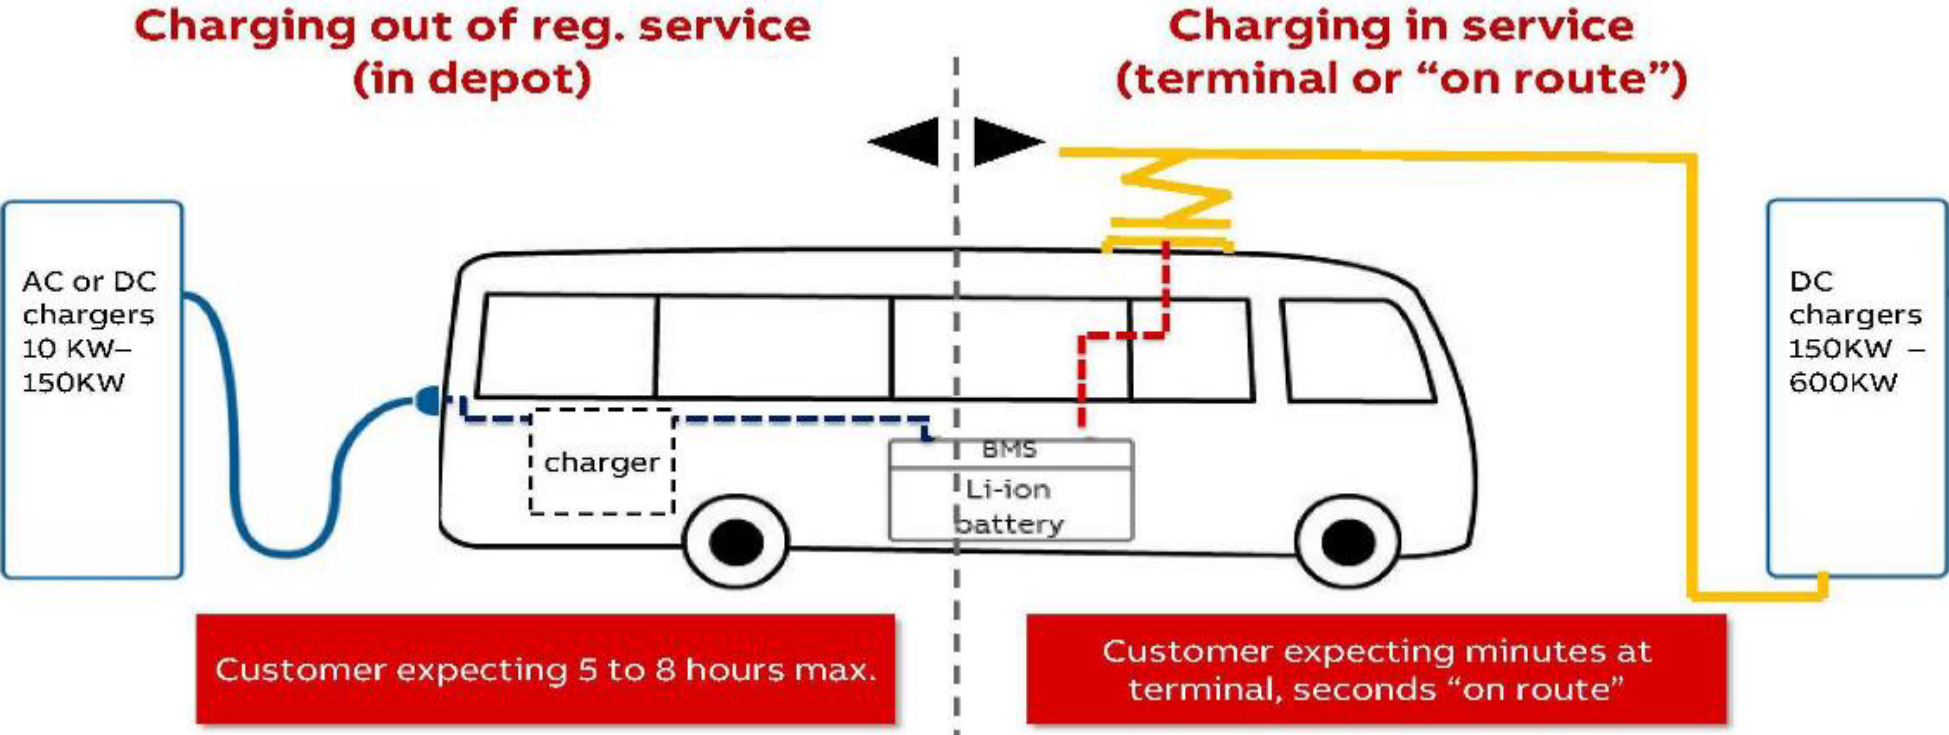 Charging out of reg. service
(in depot)
Charging in service
(terminal or “on route”)
AC or DC
chargers
10 KW–
150KW
DC
chargers
150KW –
600KW
charger
BMS
Li-ion
battery
Customer expecting 5 to 8 hours max.
Customer expecting minutes at
terminal, seconds “on route”